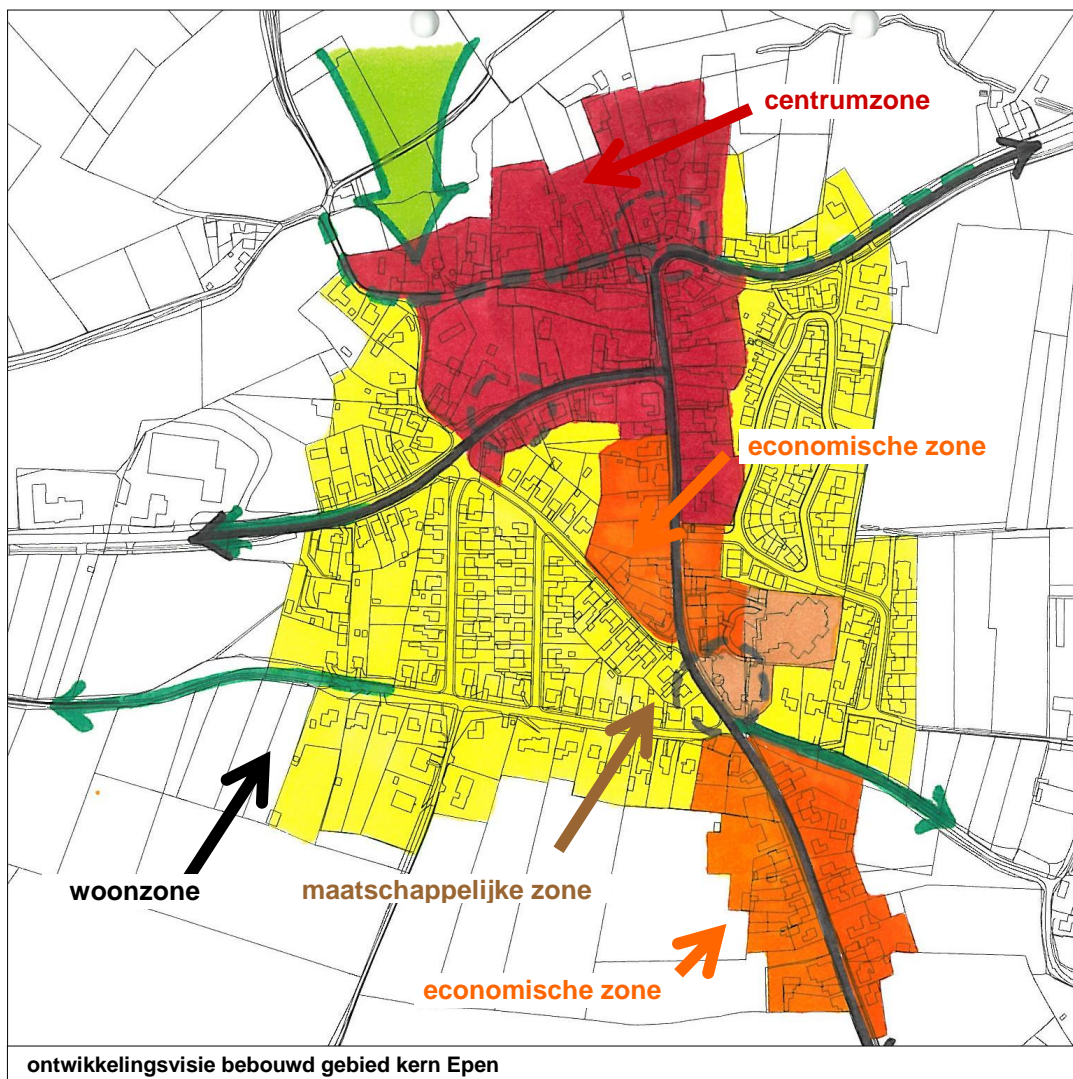 centrumzone
economische zone
woonzone
maatschappelijke zone
economische zone
ontwikkelingsvisie bebouwd gebied kern Epen